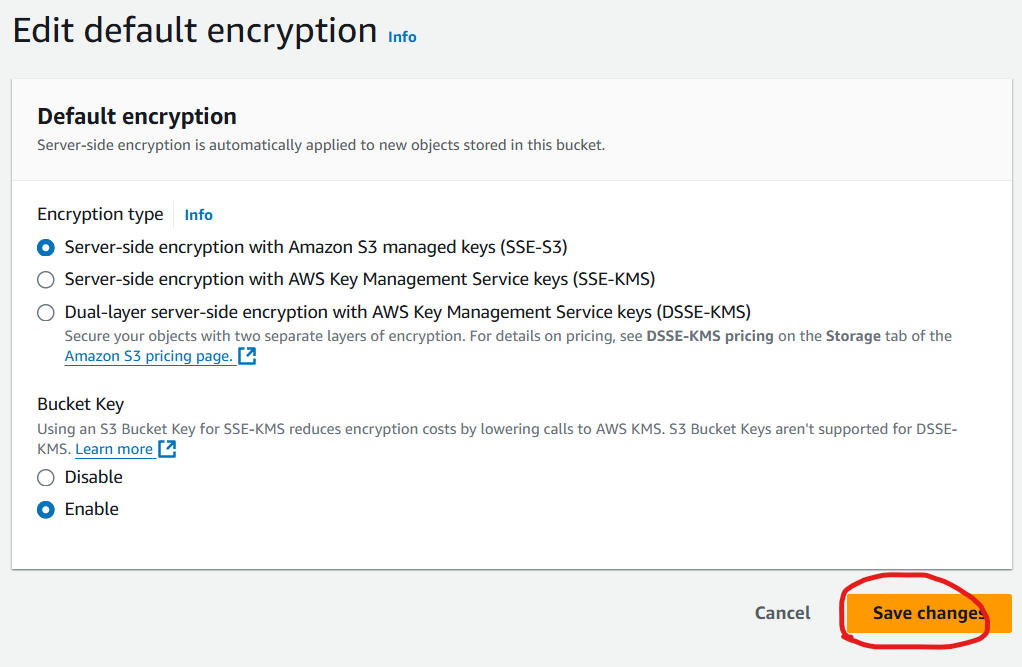 Edit default encryption Info
Default encryption
Server-side encryption is automatically applied to new objects stored in this bucket.
Encryption type Info
Server-side encryption with Amazon S3 managed keys (SSE-S3)
Server-side encryption with AWS Key Management Service keys (SSE-KMS)
Dual-layer server-side encryption with AWS Key Management Service keys (DSSE-KMS)
Secure your objects with two separate layers of encryption. For details on pricing, see DSSE-KMS pricing on the Storage tab of the
Amazon S3 pricing page.
Bucket Key
Using an S3 Bucket Key for SSE-KMS reduces encryption costs by lowering calls to AWS KMS. S3 Bucket Keys aren't supported for DSSE-
KMS. Learn more
Disable
Enable
Cancel Save changes